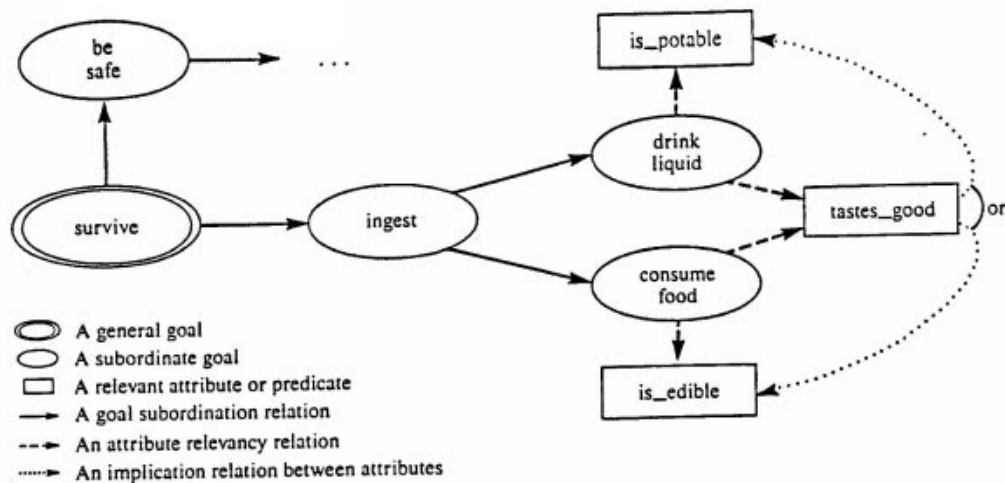 be
safe
...
is_potable
drink
liquid
survive
ingest
tastes_good
or
consume
food
is_edible
A general goal
A subordinate goal
A relevant attribute or predicate
A goal subordination relation
An attribute relevancy relation
An implication relation between attributes